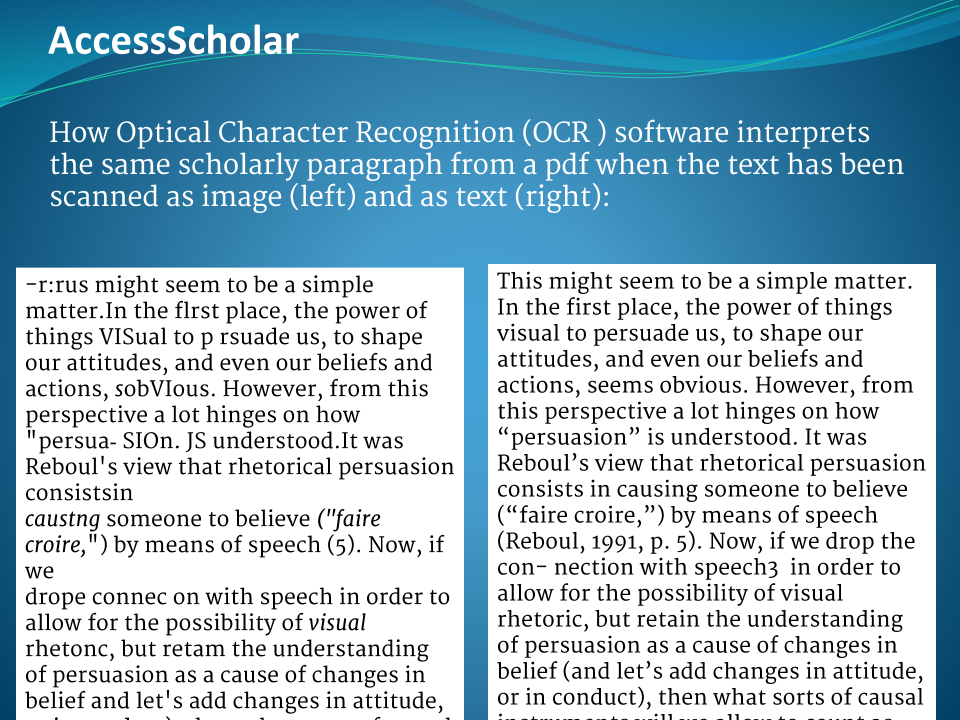 AccessScholar
How Optical Character Recognition (OCR ) software interprets
the same scholarly paragraph from a pdf when the text has been
scanned as image (left) and as text (right):
-r:rus might seem to be a simple
matter.In the flrst place, the power of
things VISual to p rsuade us, to shape
our attitudes, and even our beliefs and
actions, sobVIous. However, from this
perspective a lot hinges on how
"persua- SIOn. JS understood.It was
Reboul's view that rhetorical persuasion
consistsin
caustng someone to believe ("faire
croire,") by means of speech (5). Now, if
we
drope connec on with speech in order to
allow for the possibility of visual
rhetonc, but retam the understanding
of persuasion as a cause of changes in
belief and let's add changes in attitude,
This might seem to be a simple matter.
In the first place, the power of things
visual to persuade us, to shape our
attitudes, and even our beliefs and
actions, seems obvious. However, from
this perspective a lot hinges on how
“persuasion” is understood. It was
Reboul’s view that rhetorical persuasion
consists in causing someone to believe
(“faire croire,”) by means of speech
(Reboul, 1991, p. 5). Now, if we drop the
con- nection with speech3 in order to
allow for the possibility of visual
rhetoric, but retain the understanding
of persuasion as a cause of changes in
belief (and let’s add changes in attitude,
or in conduct), then what sorts of causal
instruments will we allow to count as